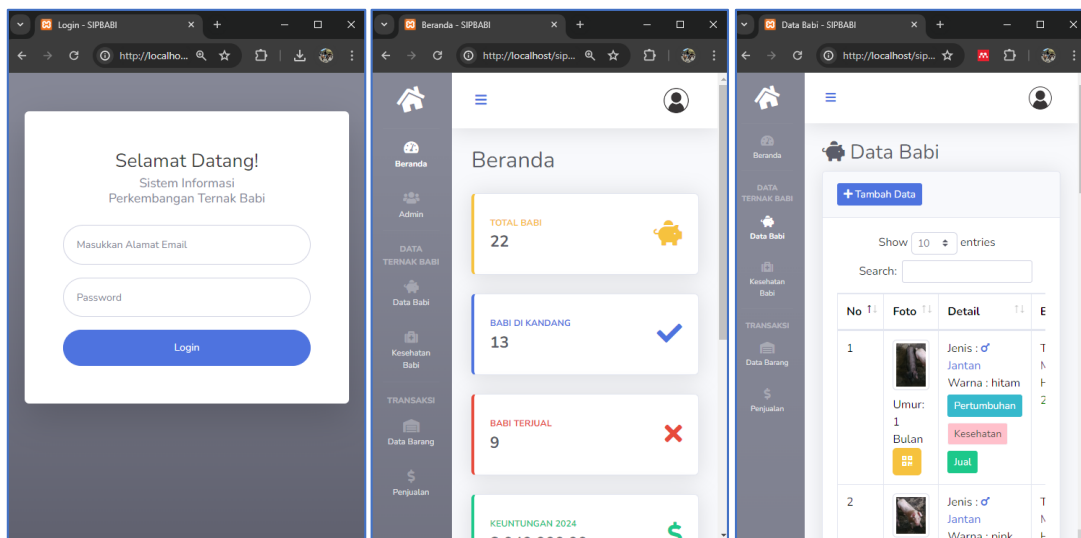 Login - SIPBABI
http://localho...
Selamat Datang!
Sistem Informasi
Perkembangan Ternak Babi
Masukkan Alamat Email
Password
Login
Beranda - SIPBABI
http://localhost/sip...
Beranda
Admin
DATA
TERNAK BABI
Data Babi
Kesehatan
Babi
TRANSAKSI
Data Barang
Penjualan
Beranda
TOTAL BABI
22
BABI DI KANDANG
13
BABI TERJUAL
9
KEUNTUNGAN 2024
Data Babi - SIPBABI
http://localhost/sip...
Beranda
DATA
TERNAK BABI
Data Babi
Kesehatan
Babi
TRANSAKSI
Data Barang
Penjualan
Data Babi
+ Tambah Data
Show 10 entries
Search:
No Foto Detail
1
Umur:
1
Bulan
Jenis : ♂
Jantan
Warna : hitam
Pertumbuhan
Kesehatan
Jual
2
Jenis : ♂
Jantan
Warna : pink